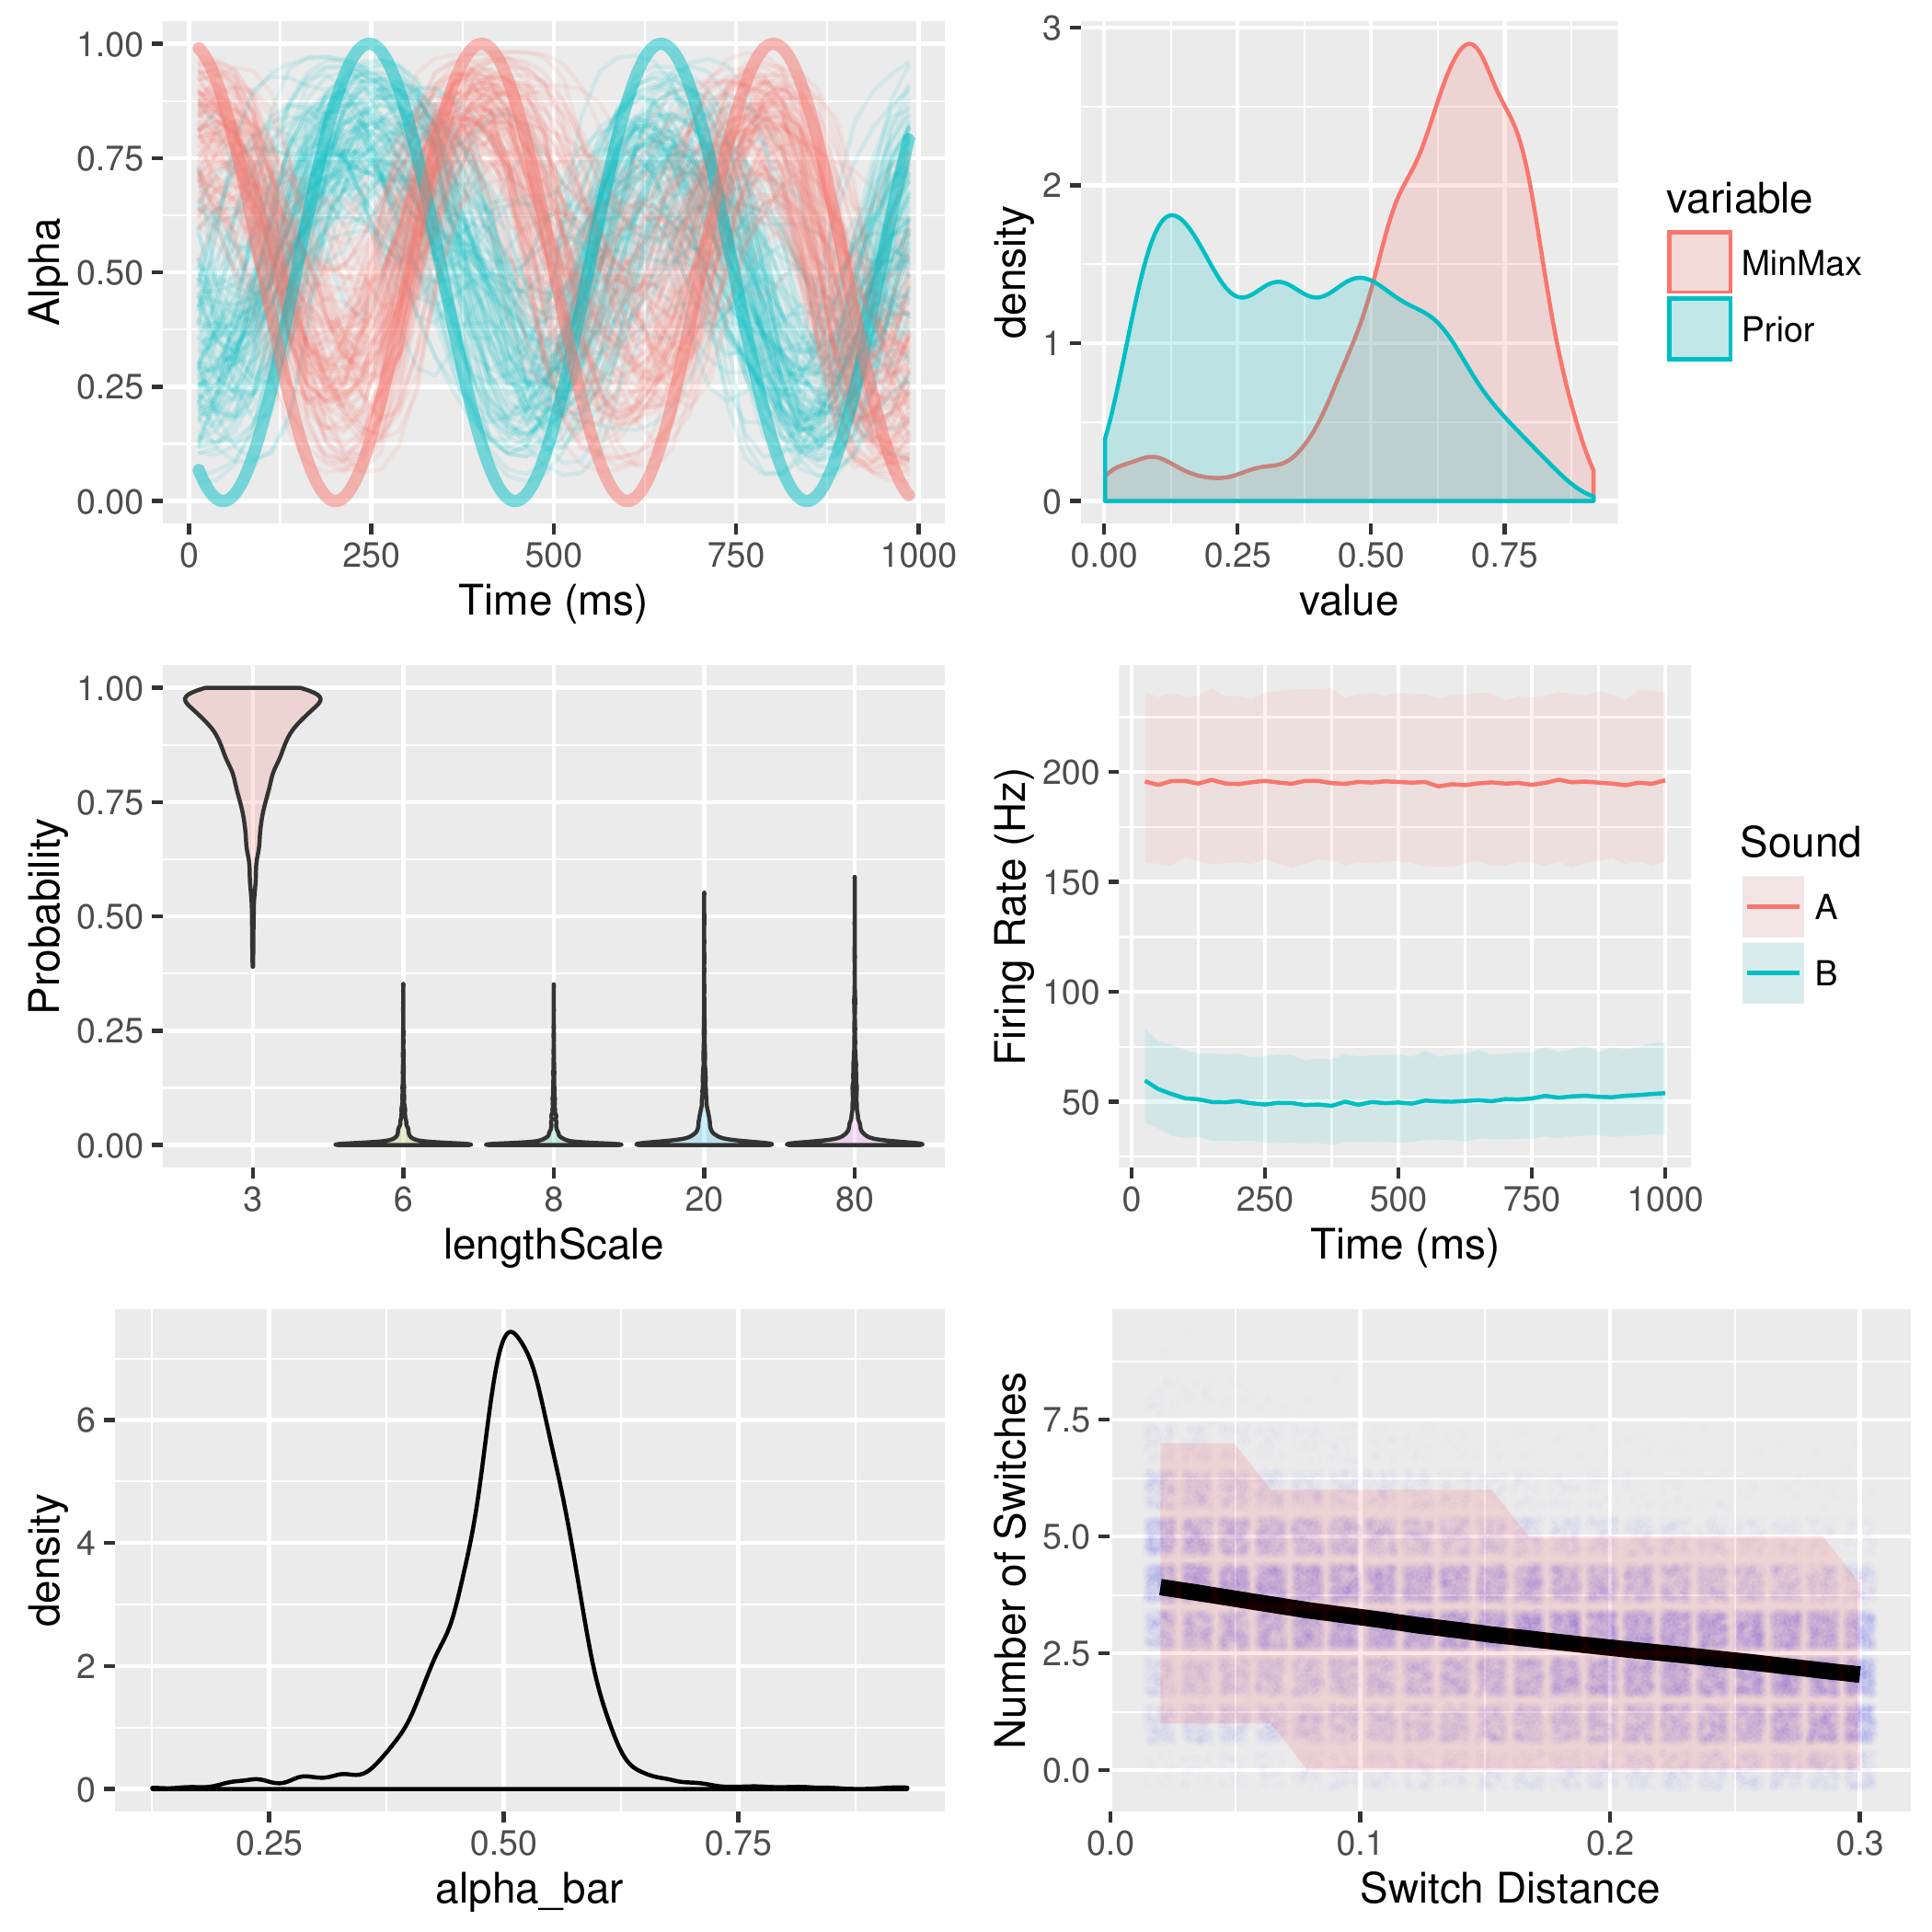 1.00
0.75
0.50
0.25
0.00
Alpha
0 250 500 750 1000
Time (ms)
3
2
1
0
density
0.00 0.25 0.50 0.75
value
variable
MinMax
Prior
1.00
0.75
0.50
0.25
0.00
Probability
3 6 8 20 80
lengthScale
200
150
100
50
Firing Rate (Hz)
0 250 500 750 1000
Time (ms)
Sound
A
B
6
4
2
0
density
0.25 0.50 0.75
alpha_bar
7.5
5.0
2.5
0.0
Number of Switches
0.0 0.1 0.2 0.3
Switch Distance